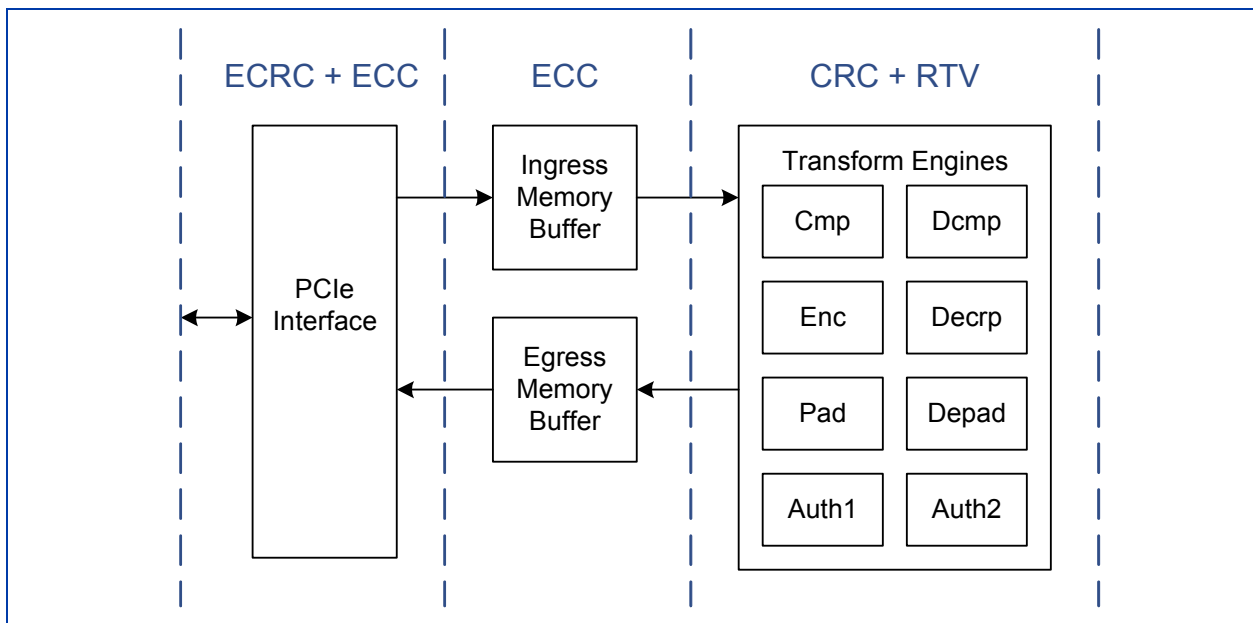 ECRC + ECC
ECC
CRC + RTV
PCIe
Interface
Ingress
Memory
Buffer
Egress
Memory
Buffer
Transform Engines
Cmp
Dcmp
Enc
Decrp
Pad
Depad
Auth1
Auth2